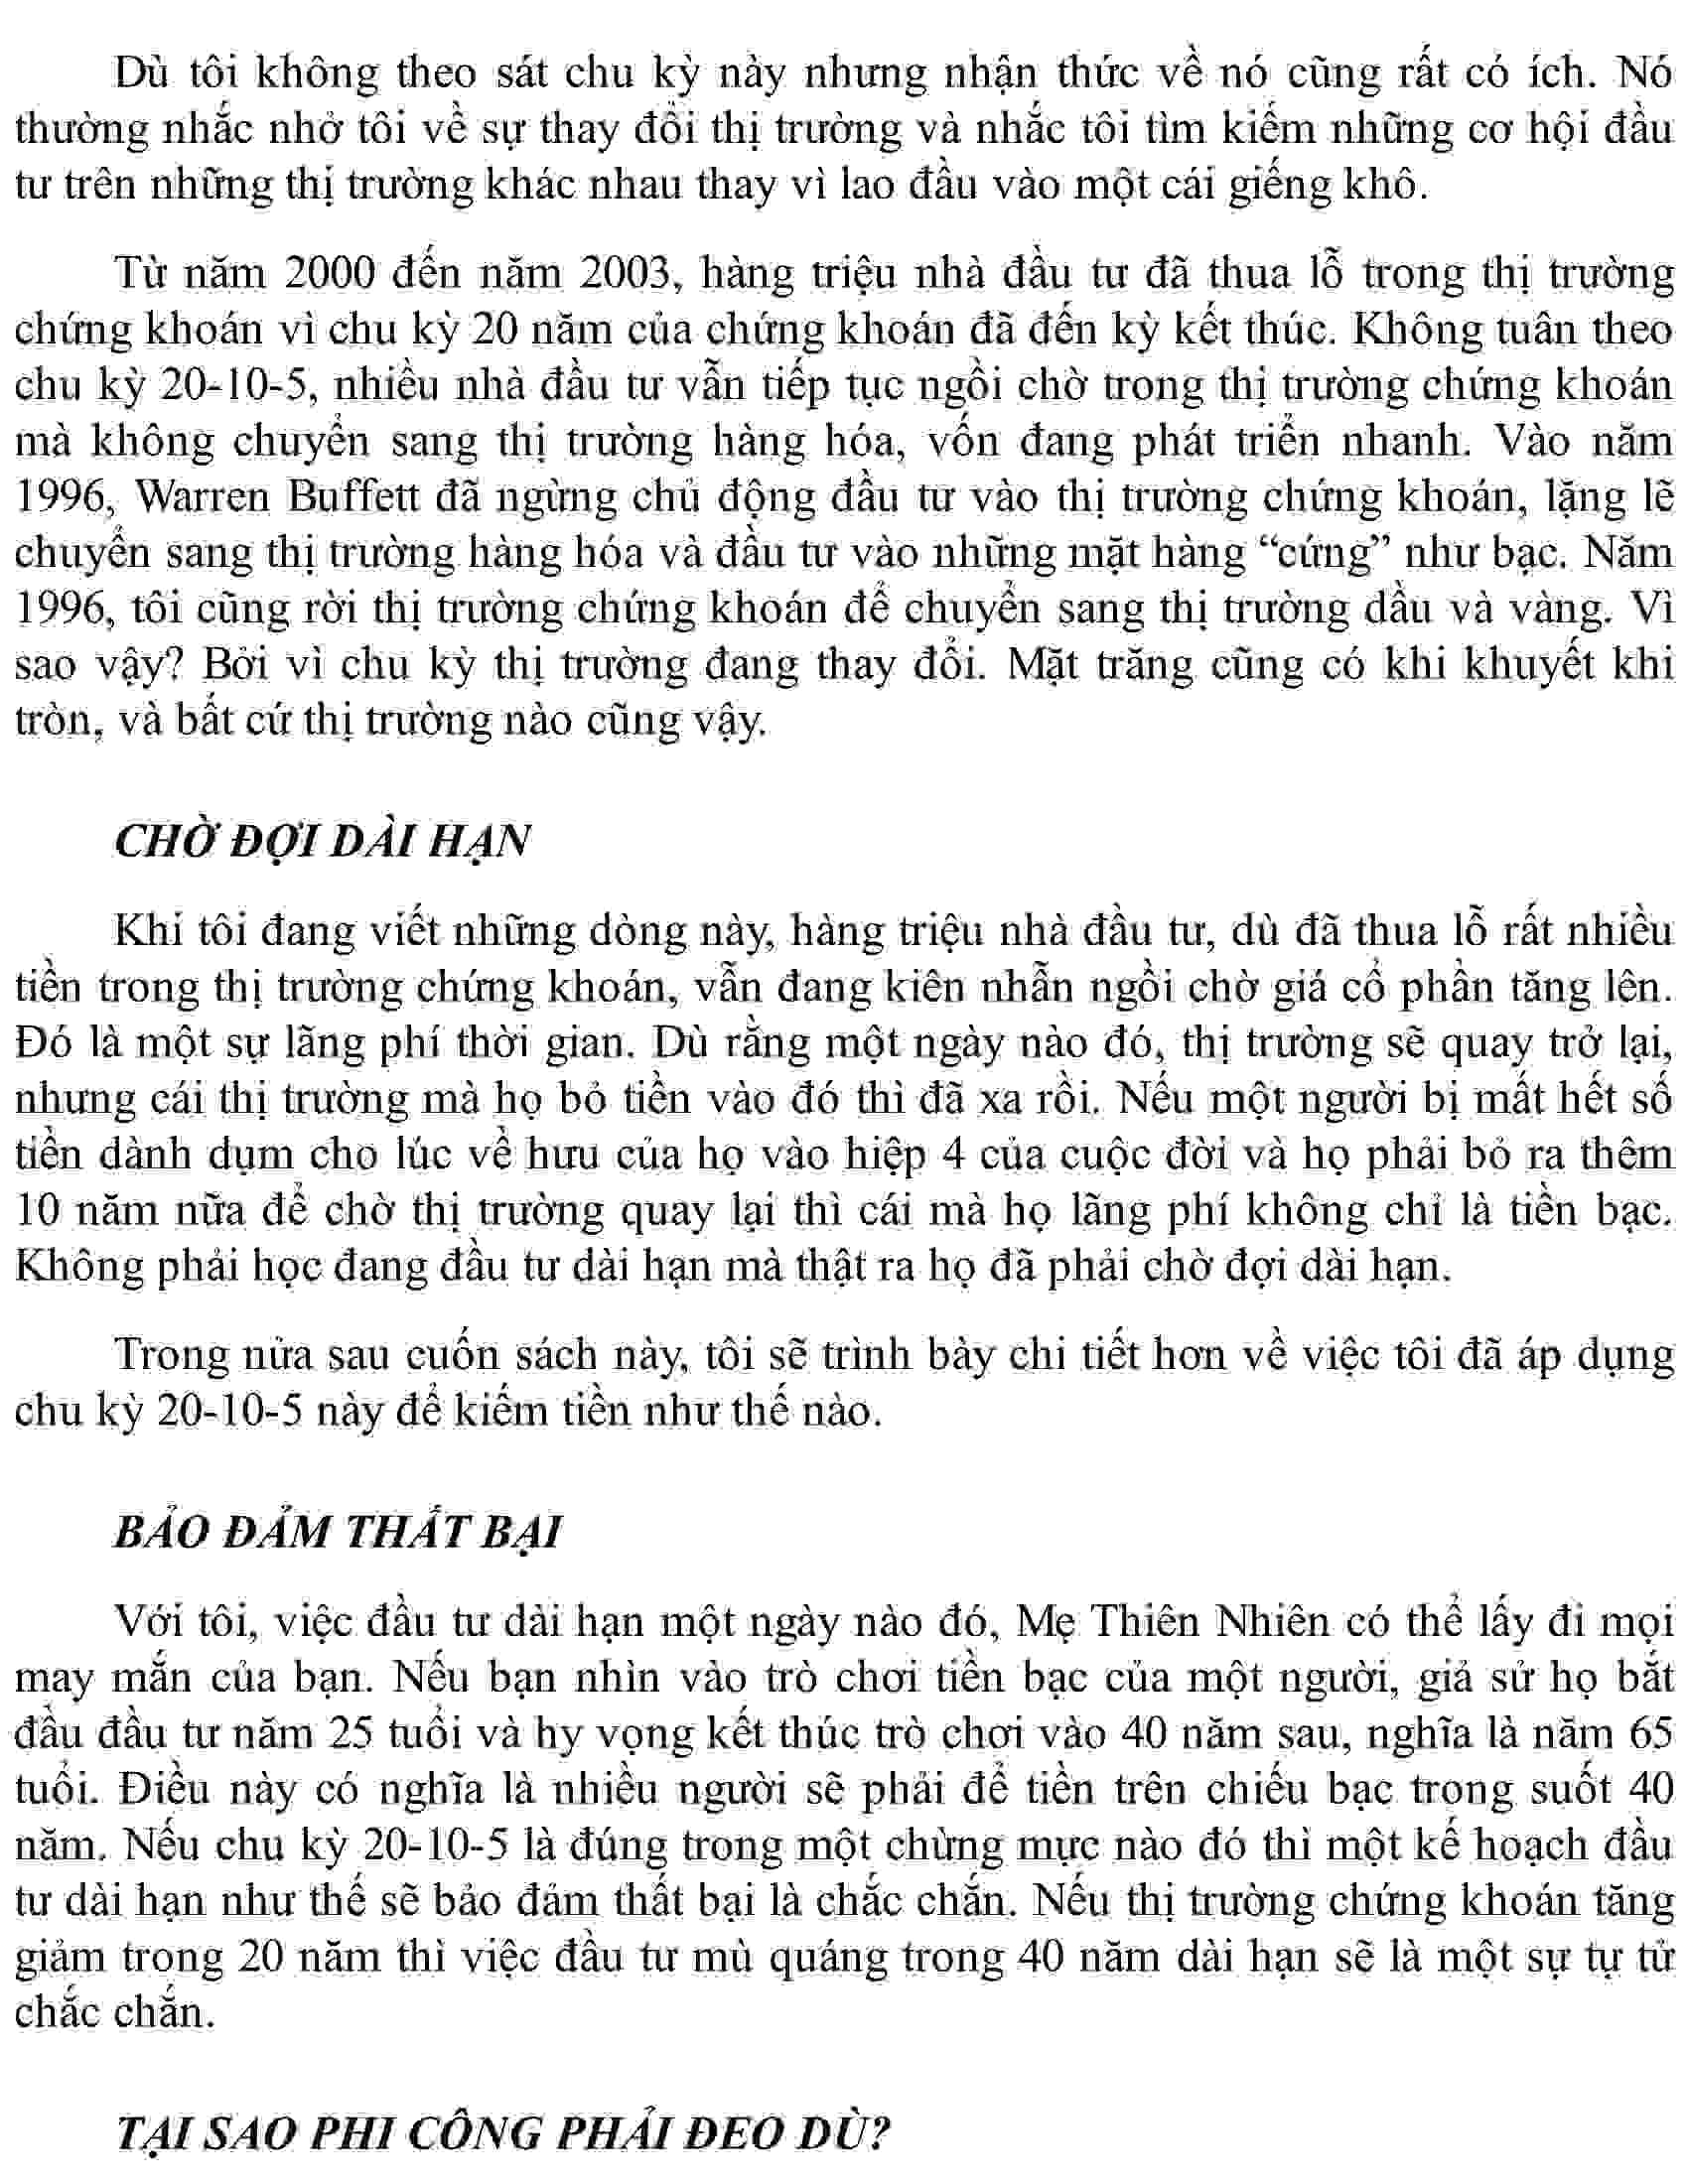 Dù tôi không theo sát chu kỳ này nhưng nhận thức về nó cũng rất có ích. Nó
thường nhắc nhở tôi về sự thay đổi thị trường và nhắc tôi tìm kiếm những cơ hội đầu
tư trên những thị trường khác nhau thay vì lao đầu vào một cái giếng khô.
Từ năm 2000 đến năm 2003, hàng triệu nhà đầu tư đã thua lỗ trong thị trường
chứng khoán vì chu kỳ 20 năm của chứng khoán đã đến kỳ kết thúc. Không tuân theo
chu kỳ 20-10-5, nhiều nhà đầu tư vẫn tiếp tục ngồi chờ trong thị trường chứng khoán
mà không chuyển sang thị trường hàng hóa, vốn đang phát triển nhanh. Vào năm
1996, Warren Buffett đã ngừng chủ động đầu tư vào thị trường chứng khoán, lặng lẽ
chuyển sang thị trường hàng hóa và đầu tư vào những mặt hàng “cứng” như bạc. Năm
1996, tôi cũng rời thị trường chứng khoán để chuyển sang thị trường dầu và vàng. Vì
sao vậy? Bởi vì chu kỳ thị trường đang thay đổi. Mặt trăng cũng có khi khuyết khi
tròn, và bất cứ thị trường nào cũng vậy.
CHỜ ĐỢI DÀI HẠN
Khi tôi đang viết những dòng này, hàng triệu nhà đầu tư, dù đã thua lỗ rất nhiều
tiền trong thị trường chứng khoán, vẫn đang kiên nhẫn ngồi chờ giá cổ phần tăng lên.
Đó là một sự lãng phí thời gian. Dù rằng một ngày nào đó, thị trường sẽ quay trở lại,
nhưng cái thị trường mà họ bỏ tiền vào đó thì đã xa rồi. Nếu một người bị mất hết số
tiền dành dụm cho lúc về hưu của họ vào hiệp 4 của cuộc đời và họ phải bỏ ra thêm
10 năm nữa để chờ thị trường quay lại thì cái mà họ lãng phí không chỉ là tiền bạc.
Không phải học đang đầu tư dài hạn mà thật ra họ đã phải chờ đợi dài hạn.
Trong nửa sau cuốn sách này, tôi sẽ trình bày chi tiết hơn về việc tôi đã áp dụng
chu kỳ 20-10-5 này để kiếm tiền như thế nào.
BẢO ĐẢM THẤT BẠI
Với tôi, việc đầu tư dài hạn một ngày nào đó, Mẹ Thiên Nhiên có thể lấy đi mọi
may mắn của bạn. Nếu bạn nhìn vào trò chơi tiền bạc của một người, giả sử họ bắt
đầu đầu tư năm 25 tuổi và hy vọng kết thúc trò chơi vào 40 năm sau, nghĩa là năm 65
tuổi. Điều này có nghĩa là nhiều người sẽ phải để tiền trên chiếu bạc trong suốt 40
năm. Nếu chu kỳ 20-10-5 là đúng trong một chừng mực nào đó thì một kế hoạch đầu
tư dài hạn như thế sẽ bảo đảm thất bại là chắc chắn. Nếu thị trường chứng khoán tăng
giảm trong 20 năm thì việc đầu tư mù quáng trong 40 năm dài hạn sẽ là một sự tự tử
chắc chắn.
TẠI SAO PHI CÔNG PHẢI ĐEO DÙ?